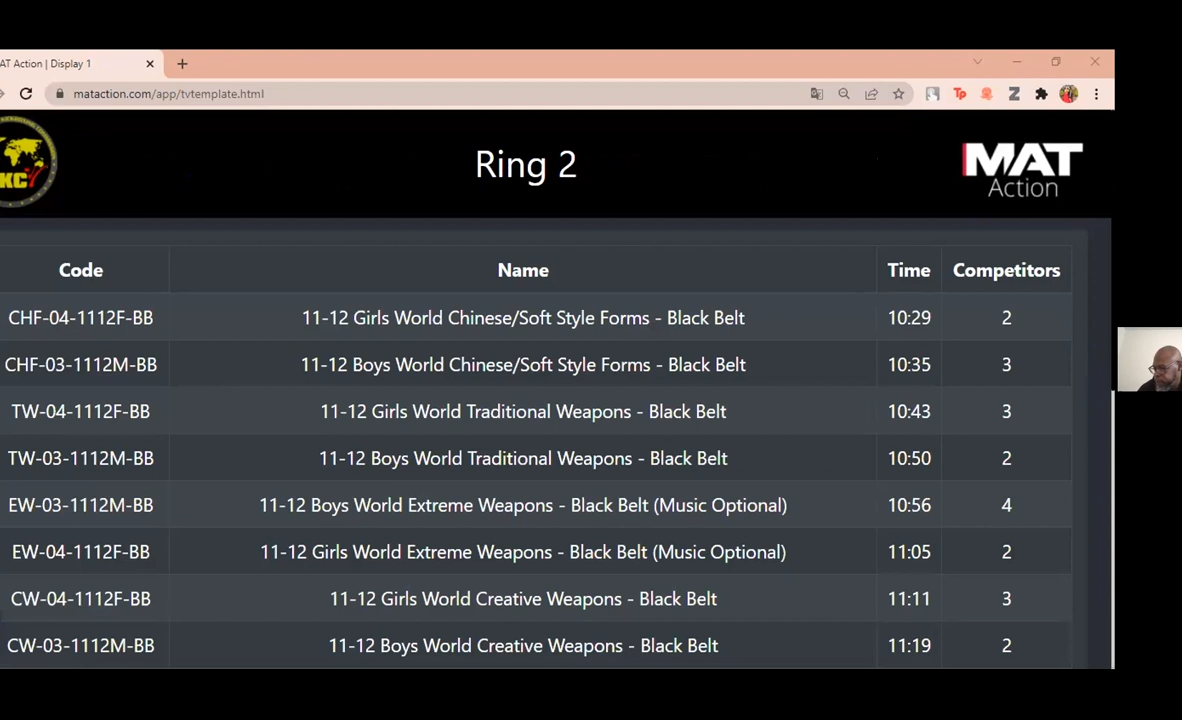 AT Action | Display 1
mataction.com/app/tvtemplate.html
Tp
Z
KC
Ring 2
MAT
Action
Code Name Time Competitors
CHF-04-1112F-BB 11-12 Girls World Chinese/Soft Style Forms - Black Belt 10:29 2
CHF-03-1112M-BB 11-12 Boys World Chinese/Soft Style Forms - Black Belt 10:35 3
TW-04-1112F-BB 11-12 Girls World Traditional Weapons - Black Belt 10:43 3
TW-03-1112M-BB 11-12 Boys World Traditional Weapons - Black Belt 10:50 2
EW-03-1112M-BB 11-12 Boys World Extreme Weapons - Black Belt (Music Optional) 10:56 4
EW-04-1112F-BB 11-12 Girls World Extreme Weapons - Black Belt (Music Optional) 11:05 2
CW-04-1112F-BB 11-12 Girls World Creative Weapons - Black Belt 11:11 3
CW-03-1112M-BB 11-12 Boys World Creative Weapons - Black Belt 11:19 2